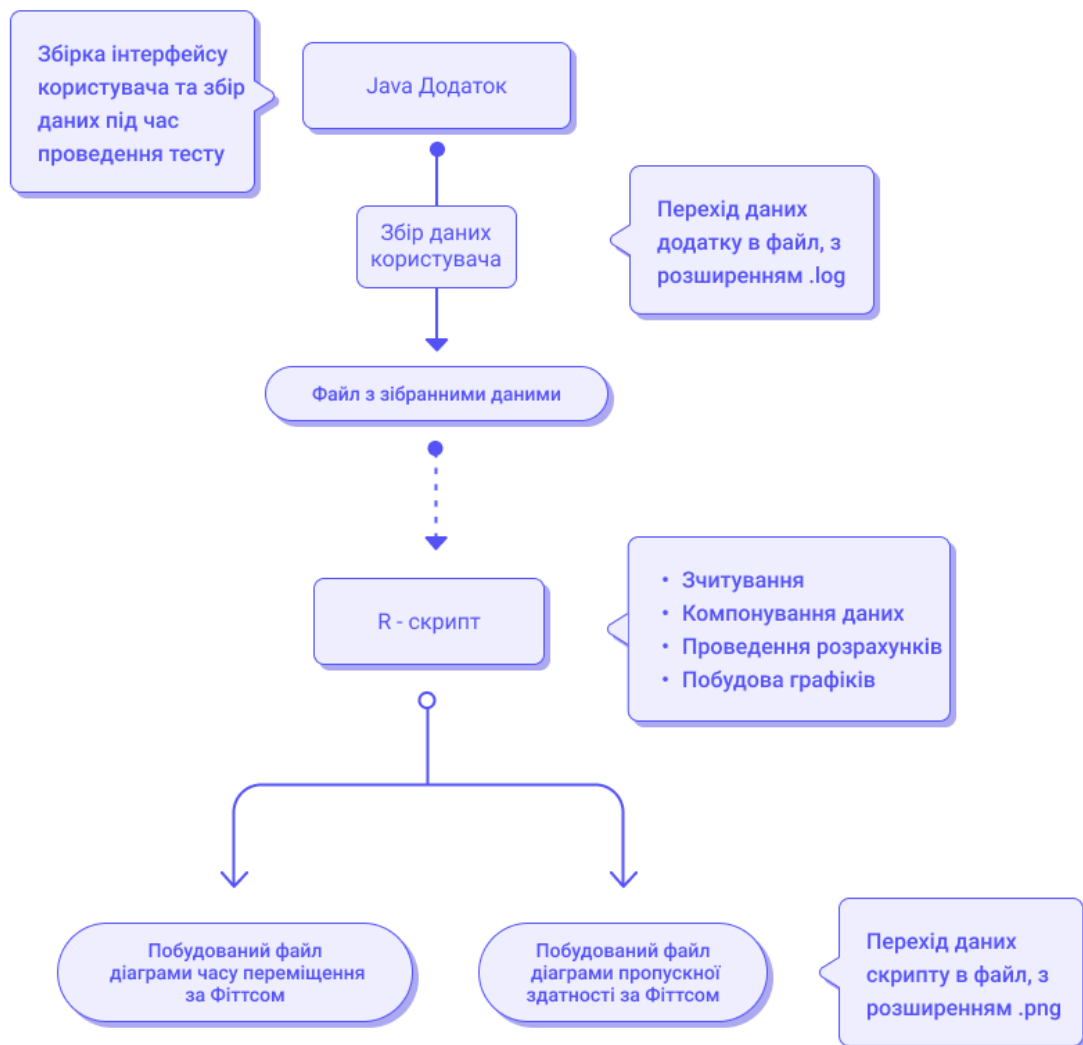 Збірка інтерфейсу
користувача та збір
даних під час
проведення тесту
Java Додаток
Збір даних
користувача
Перехід даних
додатку в файл, з
розширенням .log
Файл з зібранними даними
R - скрипт
• Зчитування
• Компонування даних
• Проведення розрахунків
• Побудова графіків
Побудований файл
діаграми часу переміщення
за Фіттсом
Побудований файл
діаграми пропускної
здатності за Фіттсом
Перехід даних
скрипту в файл, з
розширенням .png